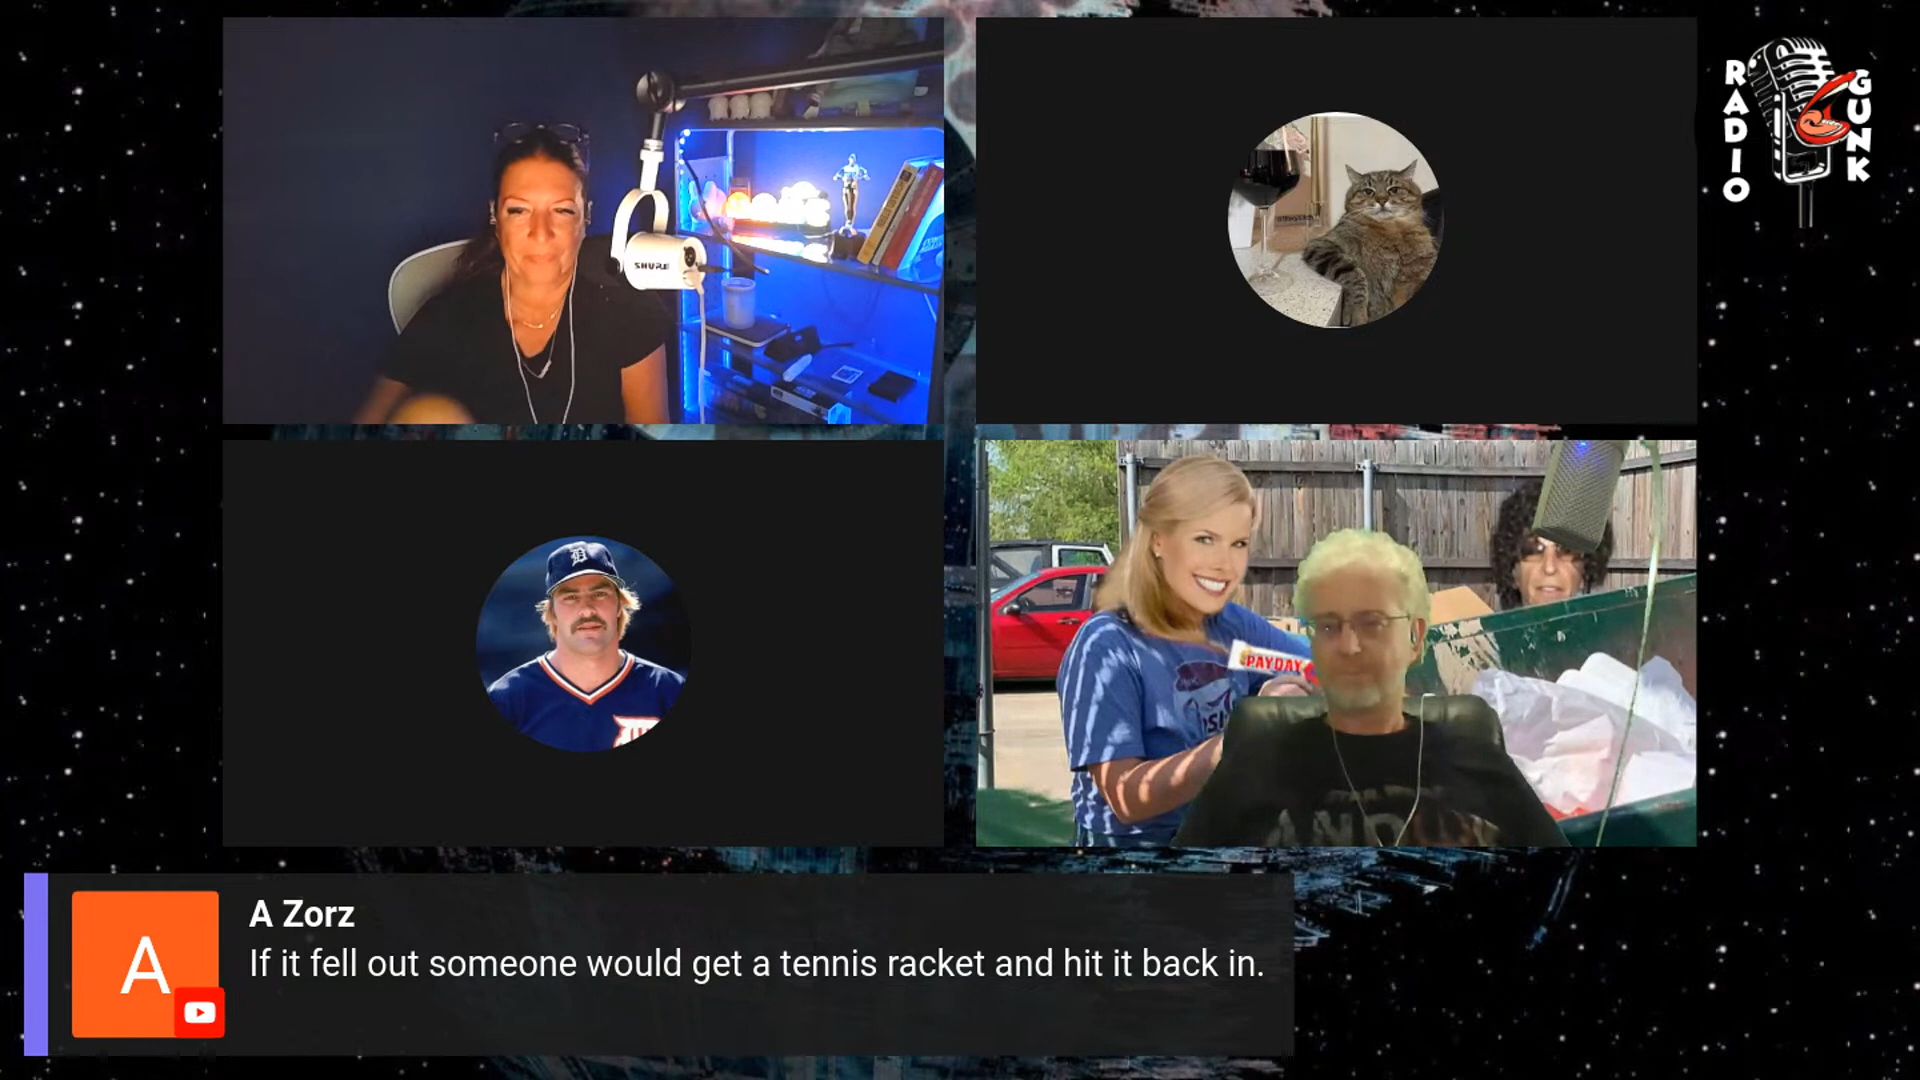 RADIO
GUNK
SHURE
PAYDAY
A Zorz
If it fell out someone would get a tennis racket and hit it back in.
A